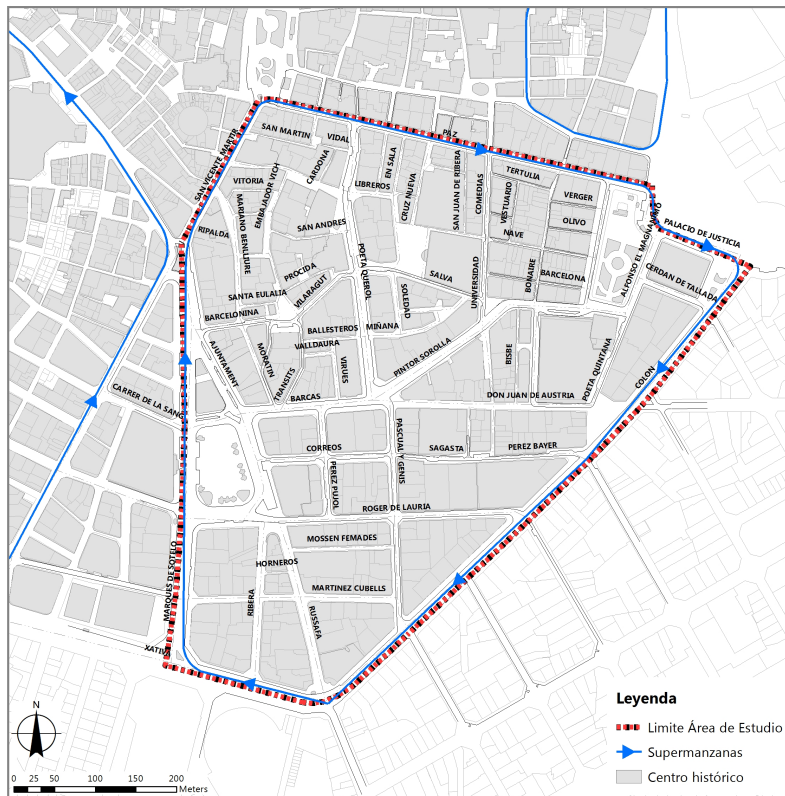 SAN MARTIN
VIDAL
PAZ
SAN VICENTE MARTIR
EN SALA
SAN JUAN DE RIBERA
CARDONA
TERTULIA
VITORIA
EMBAJADOR VICH
LIBREROS
CRUZ NUEVA
COMEDIAS
VESTUARIO
VERGER
MARIANO BENLLIURE
RIPALDA
SAN ANDRES
OLIVO
NAVE
ALFONSO EL MAGNANIMO
PALACIO DE JUSTICIA
POETA QUEROL
PROCIDA
SALVA
UNIVERSIDAD
BONAIRE
BARCELONA
CERDAN DE TALLADA
SANTA EULALIA
VILARAGUT
SOLEDAD
BARCELONINA
BALLESTEROS
MIÑANA
AJUNTAMENT
MORATIN
VALLDAURA
VIRUES
PINTOR SOROLLA
BISBE
POETA QUINTANA
COLON
TRANSITS
CARRER DE LA SANG
BARCAS
DON JUAN DE AUSTRIA
CORREOS
PASCUAL Y GENIS
SAGASTA
PEREZ BAYER
PEREZ PUJOL
ROGER DE LAURIA
MOSSEN FEMADES
MARQUES DE SOTELO
HORNEROS
MARTINEZ CUBELLS
RIBERA
RUSSAFA
XATIVA
N
0 25 50 100 150 200
Meters
Leyenda
Limite Área de Estudio
Supermanzanas
Centro histórico